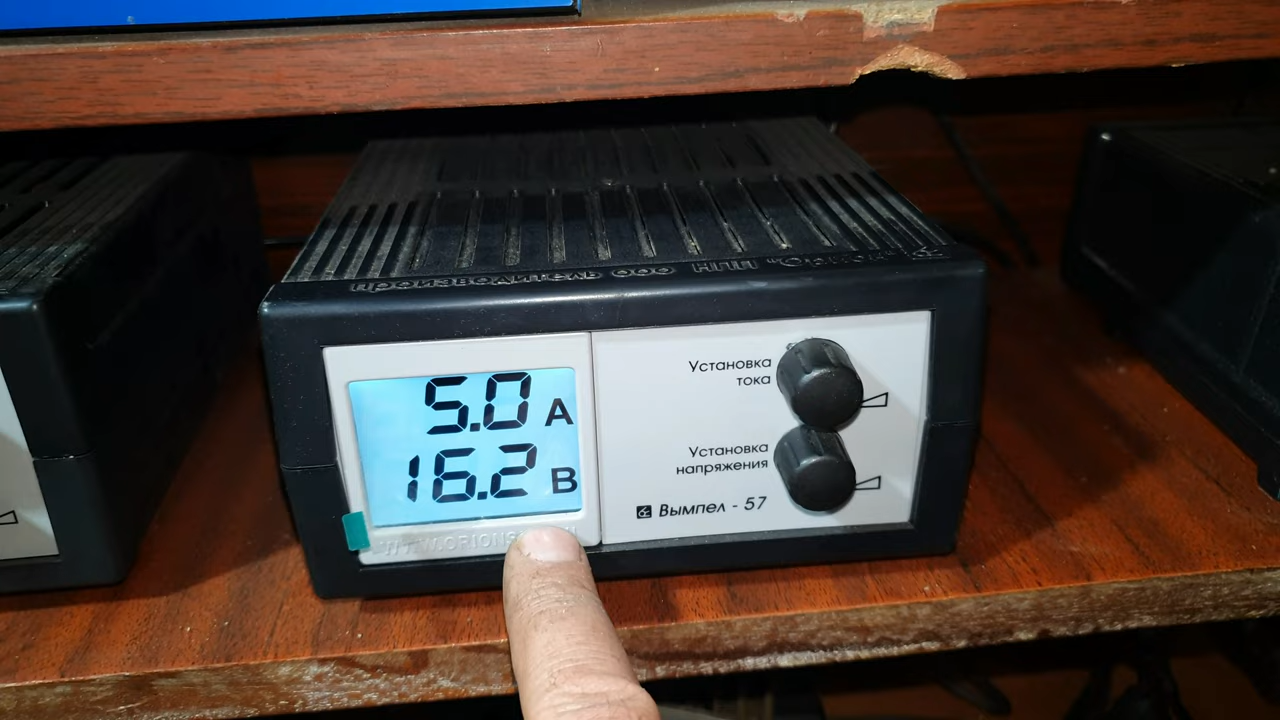 производитель ООО НПП "Орион"
5.0 A
16.2 В
Установка
тока
Установка
напряжения
Вымпел - 57